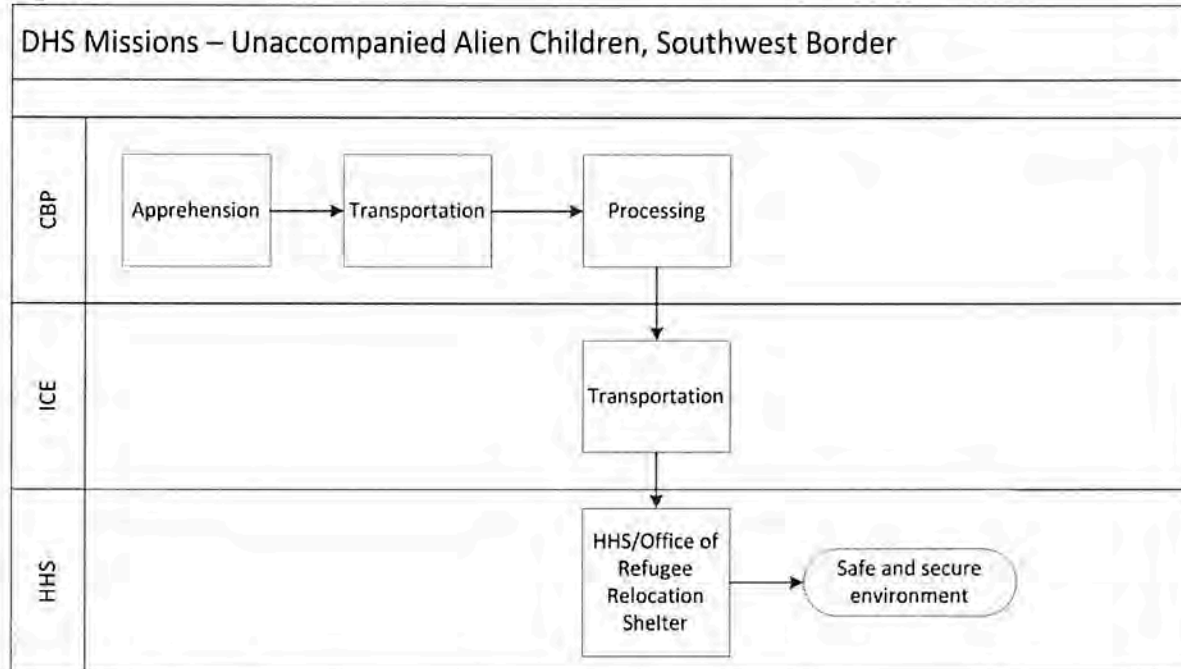 DHS Missions – Unaccompanied Alien Children, Southwest Border
CBP
Apprehension
Transportation
Processing
ICE
Transportation
HHS
HHS/Office of
Refugee
Relocation
Shelter
Safe and secure
environment